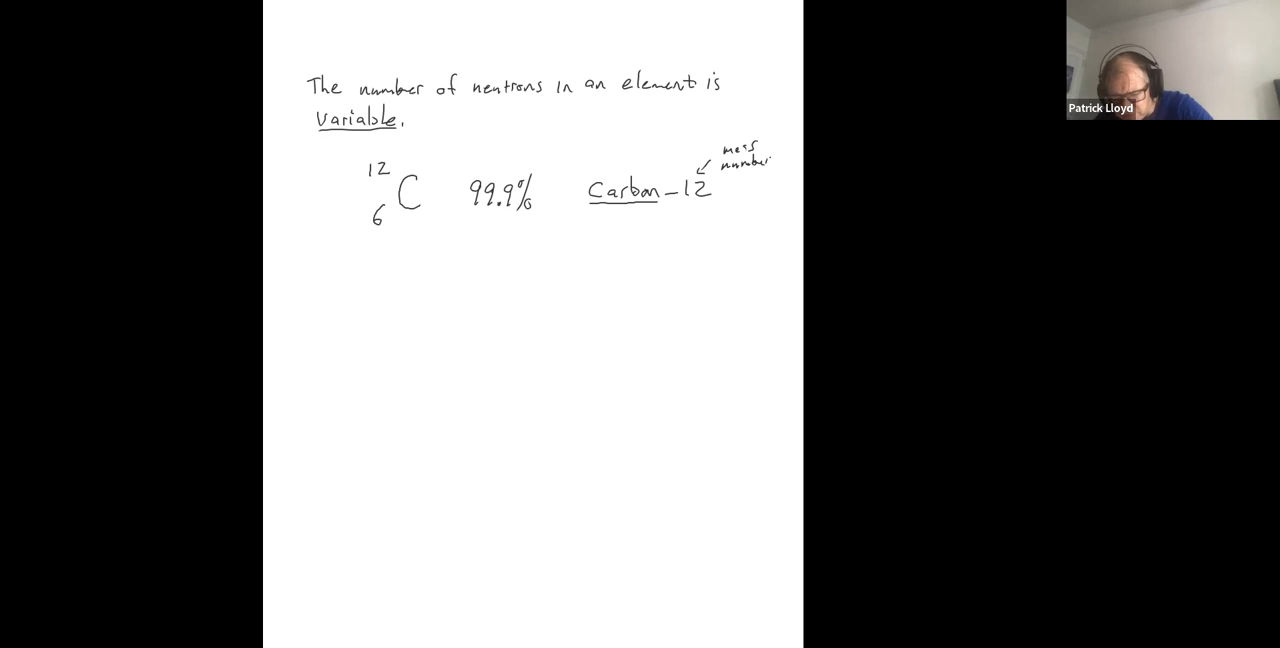 The number of neutrons in an element is
variable.
mass
number
12
6
C 99.9% Carbon-12
Patrick Lloyd